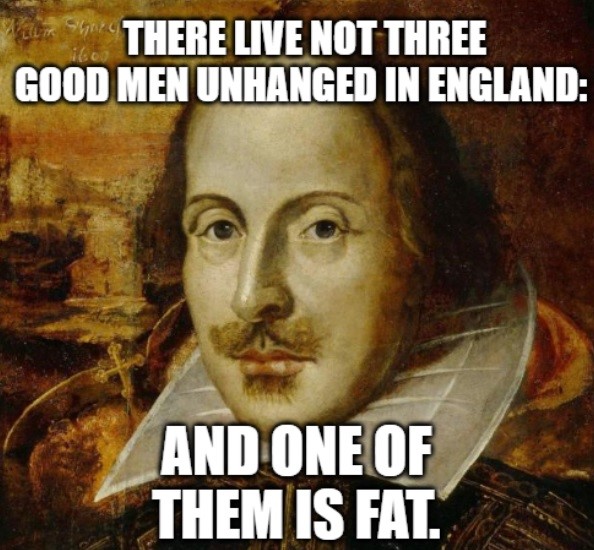 THERE LIVE NOT THREE
GOOD MEN UNHANGED IN ENGLAND:
AND ONE OF
THEM IS FAT.